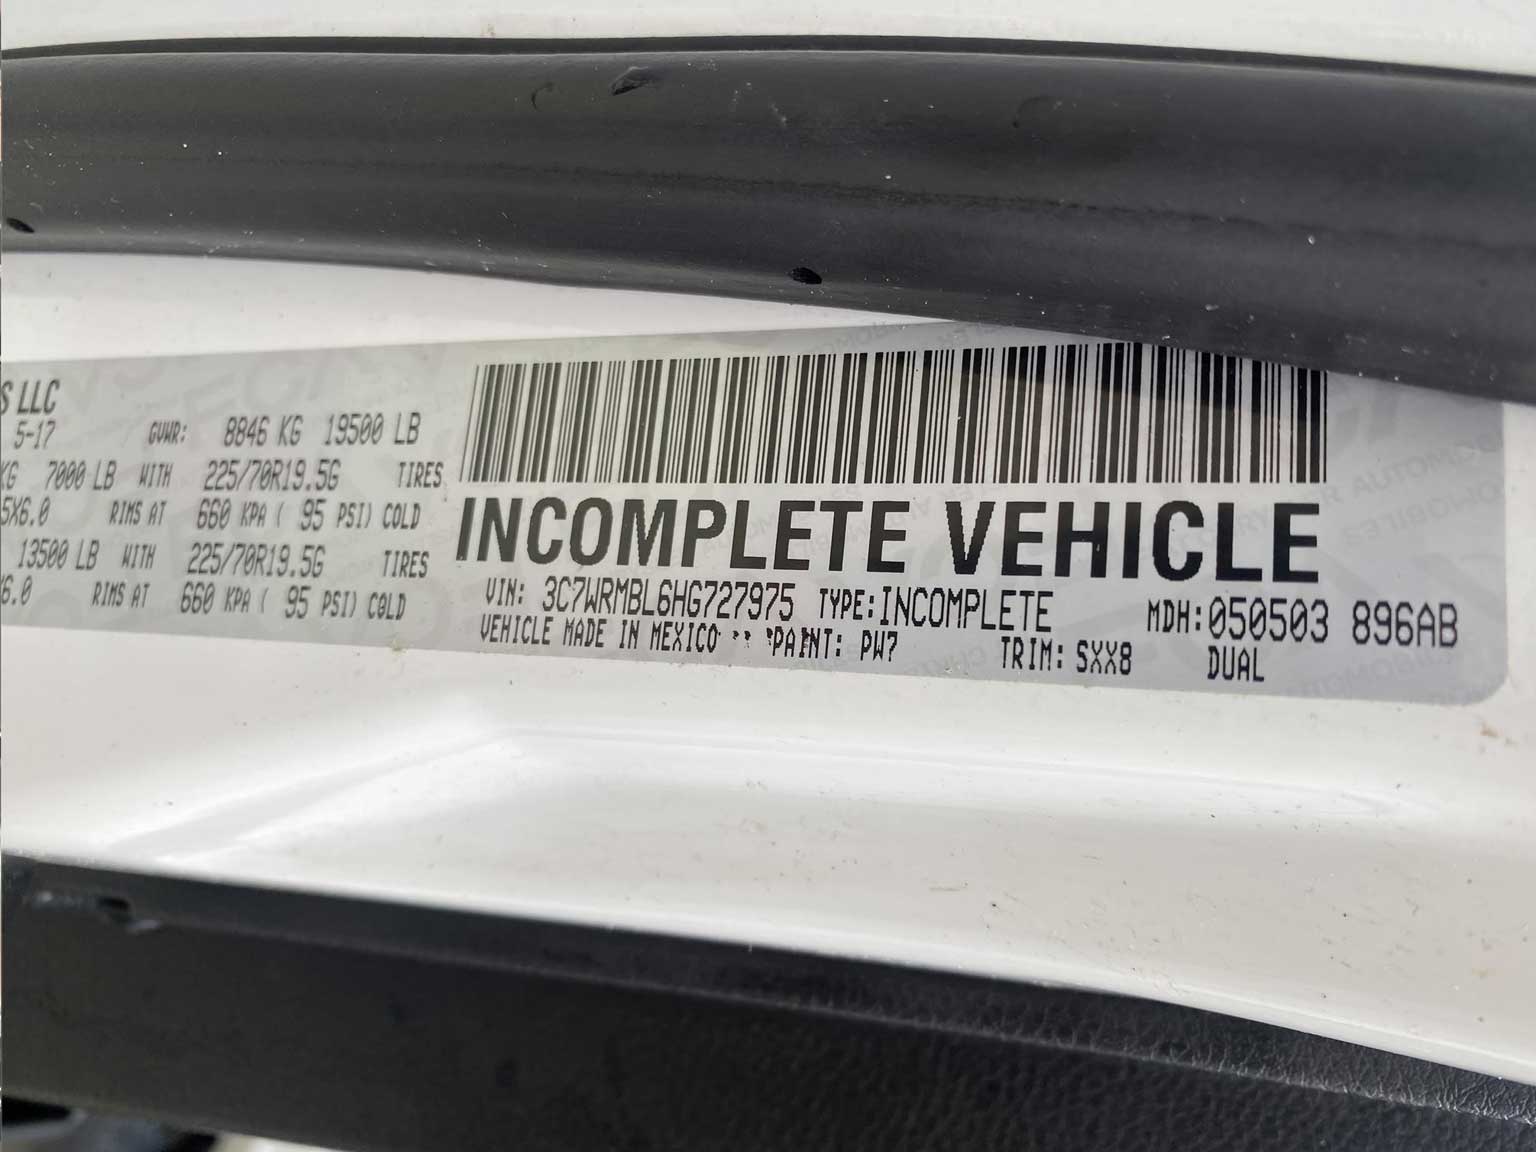 S LLC
5-17 GVWR: 8846 KG 19500 LB
KG 7000 LB WITH 225/70R19.5G TIRES
5X6.0 RIMS AT 660 KPA ( 95 PSI) COLD
13500 LB WITH 225/70R19.5G TIRES
6.0 RIMS AT 660 KPA ( 95 PSI) COLD
INCOMPLETE VEHICLE
VIN: 3C7WRMBL6HG727975 TYPE: INCOMPLETE MDH: 050503 896AB
VEHICLE MADE IN MEXICO PAINT: PW7 TRIM: SXX8 DUAL